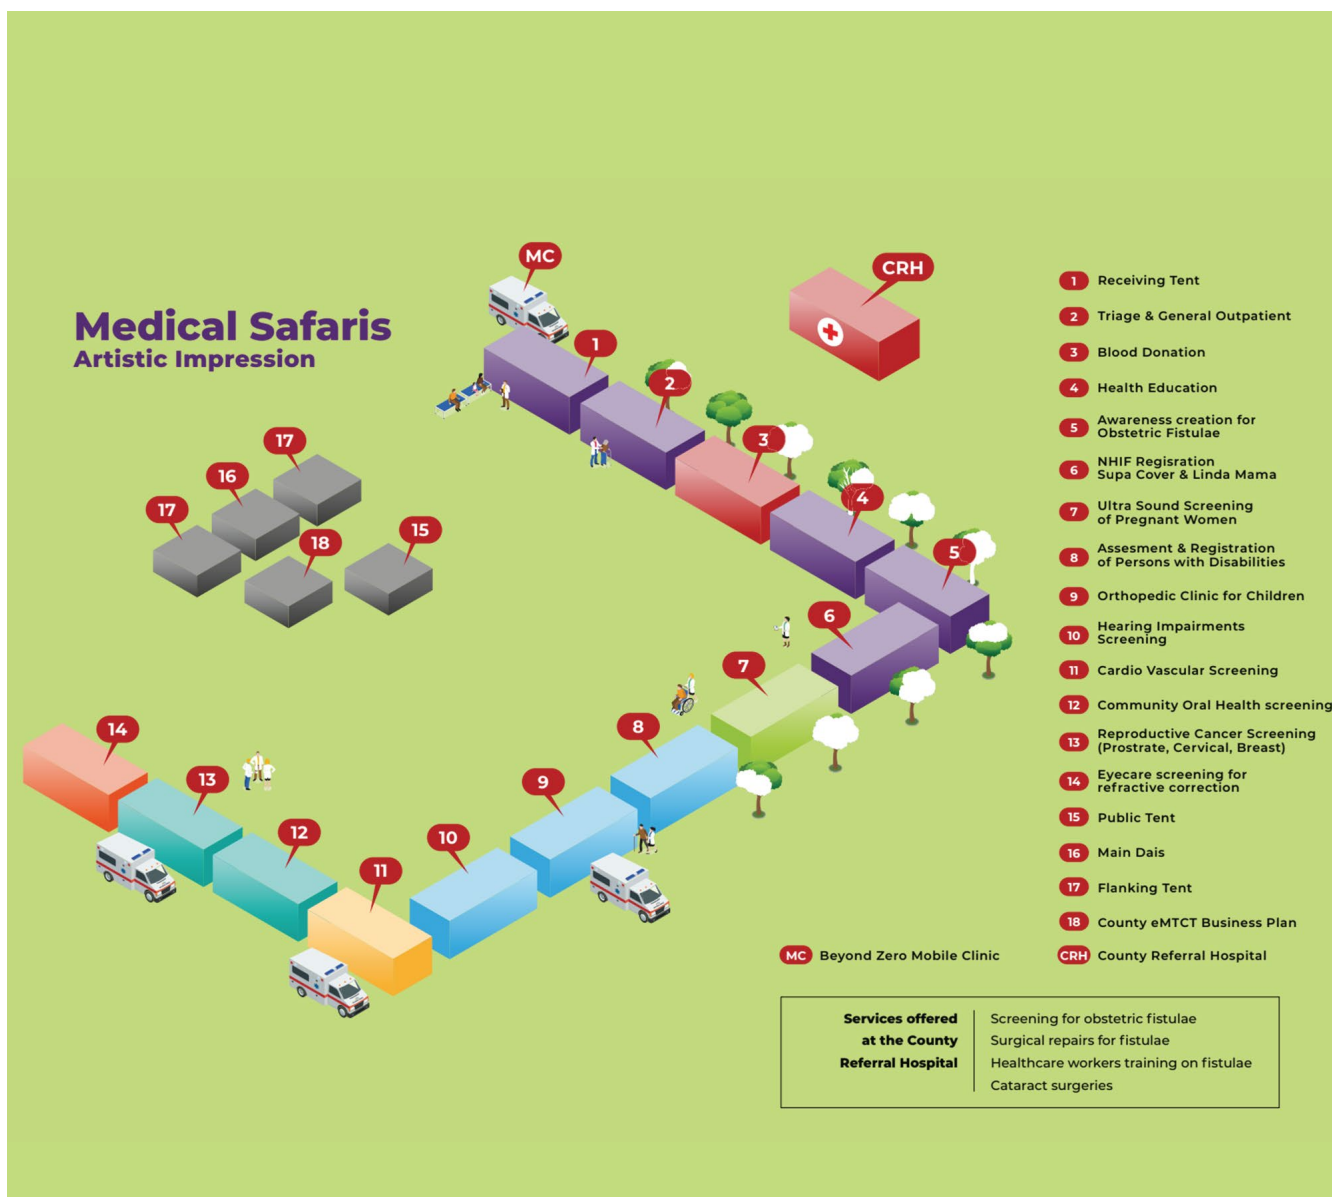 Medical Safaris
Artistic Impression
MC
CRH
1
2
3
4
5
6
7
8
9
10
11
12
13
14
17
16
17
18
15
1 Receiving Tent
2 Triage & General Outpatient
3 Blood Donation
4 Health Education
5 Awareness creation for
Obstetric Fistulae
6 NHIF Regisration
Supa Cover & Linda Mama
7 Ultra Sound Screening
of Pregnant Women
8 Assesment & Registration
of Persons with Disabilities
9 Orthopedic Clinic for Children
10 Hearing Impairments
Screening
11 Cardio Vascular Screening
12 Community Oral Health screening
13 Reproductive Cancer Screening
(Prostrate, Cervical, Breast)
14 Eyecare screening for
refractive correction
15 Public Tent
16 Main Dais
17 Flanking Tent
18 County eMTCT Business Plan
MC Beyond Zero Mobile Clinic
CRH County Referral Hospital
Services offered
at the County
Referral Hospital
Screening for obstetric fistulae
Surgical repairs for fistulae
Healthcare workers training on fistulae
Cataract surgeries